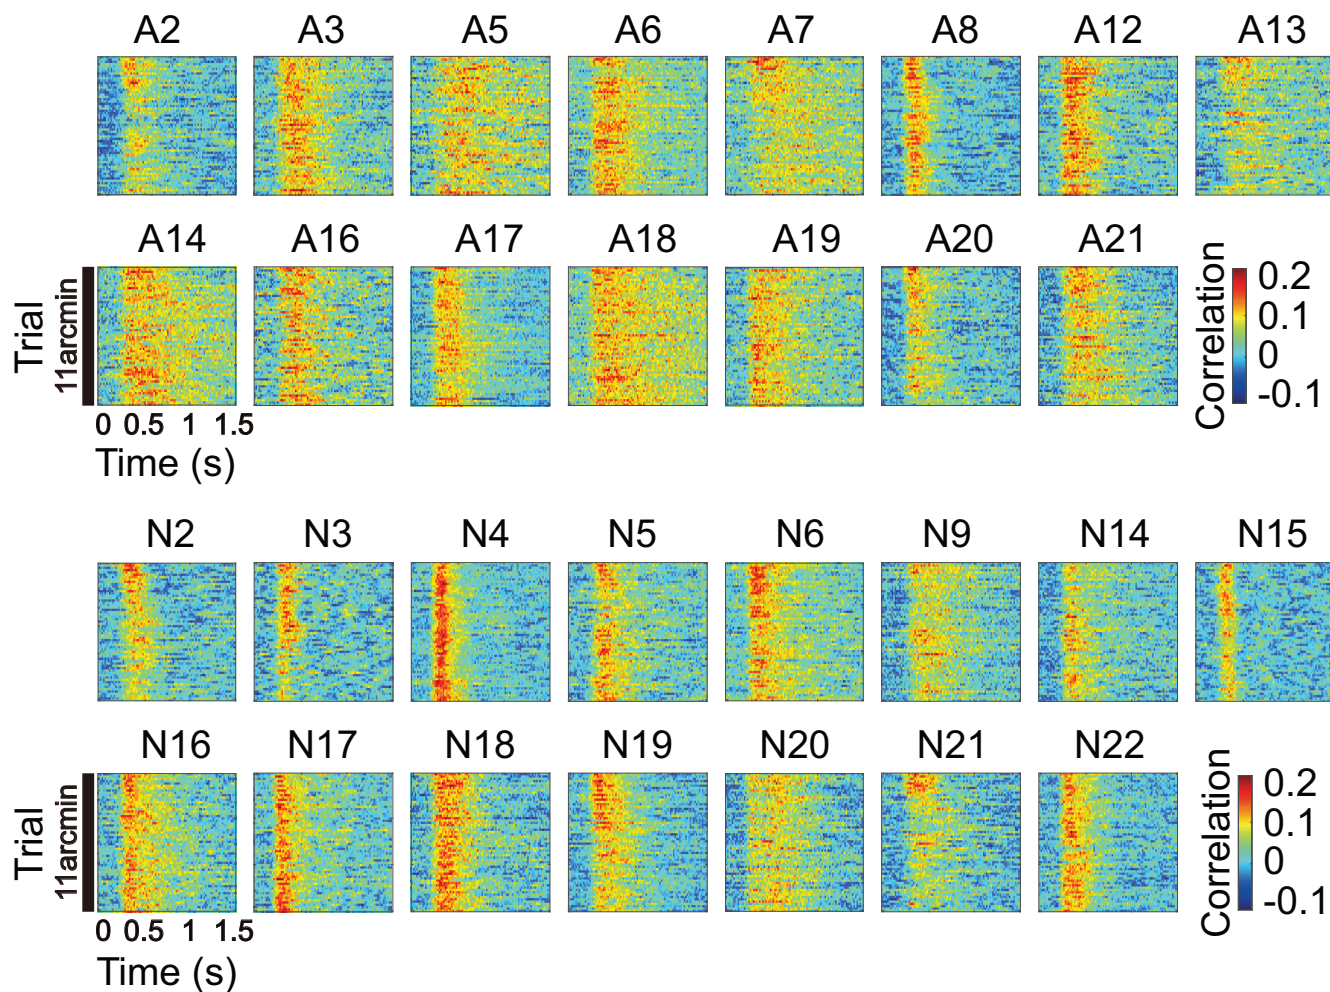 A2 A3 A5 A6 A7 A8 A12 A13
A14 A16 A17 A18 A19 A20 A21
Trial
11arcmin
0 0.5 1 1.5
Time (s)
Correlation
0.2
0.1
0
-0.1
N2 N3 N4 N5 N6 N9 N14 N15
N16 N17 N18 N19 N20 N21 N22
Trial
11arcmin
0 0.5 1 1.5
Time (s)
Correlation
0.2
0.1
0
-0.1